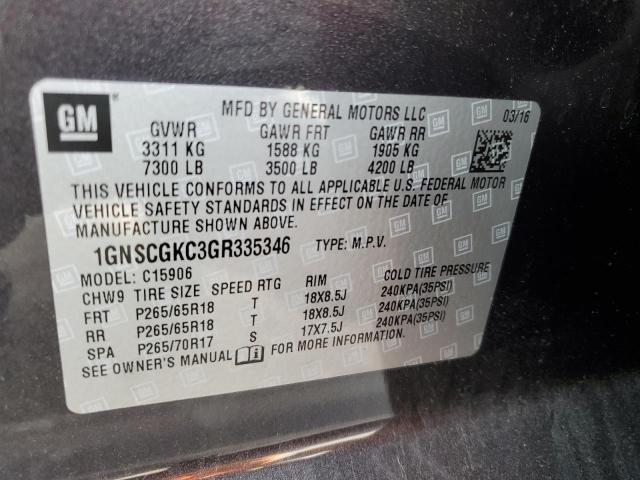 GM
MFD BY GENERAL MOTORS LLC 03/16
GVWR GAWR FRT GAWR RR
3311 KG 1588 KG 1905 KG
7300 LB 3500 LB 4200 LB
THIS VEHICLE CONFORMS TO ALL APPLICABLE U.S. FEDERAL MOTOR
VEHICLE SAFETY STANDARDS IN EFFECT ON THE DATE OF
MANUFACTURE SHOWN ABOVE.
1GNSCGKC3GR335346 TYPE: M.P.V.
MODEL: C15906
CHW9 TIRE SIZE SPEED RTG RIM COLD TIRE PRESSURE
FRT P265/65R18 T 18X8.5J 240KPA(35PSI)
RR P265/65R18 T 18X8.5J 240KPA(35PSI)
SPA P265/70R17 S 17X7.5J 240KPA(35PSI)
SEE OWNER'S MANUAL FOR MORE INFORMATION.